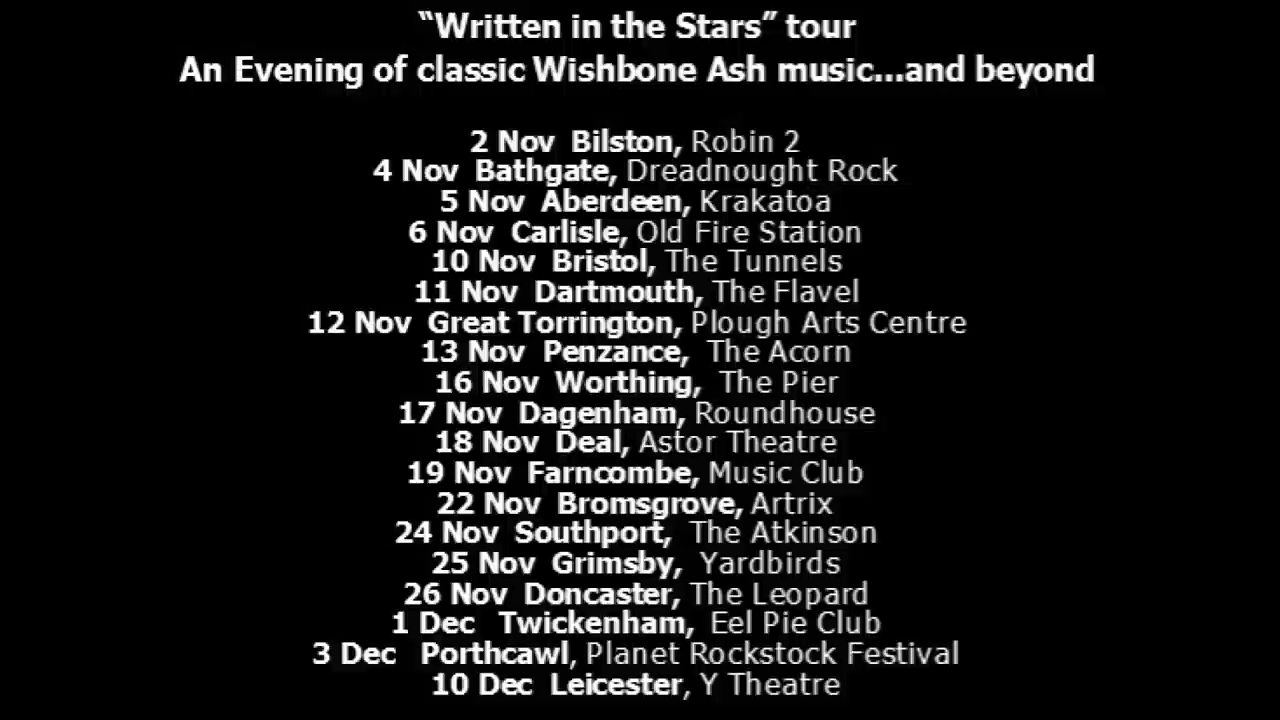 “Written in the Stars” tour
An Evening of classic Wishbone Ash music...and beyond
2 Nov Bilston, Robin 2
4 Nov Bathgate, Dreadnought Rock
5 Nov Aberdeen, Krakatoa
6 Nov Carlisle, Old Fire Station
10 Nov Bristol, The Tunnels
11 Nov Dartmouth, The Flavel
12 Nov Great Torrington, Plough Arts Centre
13 Nov Penzance, The Acorn
16 Nov Worthing, The Pier
17 Nov Dagenham, Roundhouse
18 Nov Deal, Astor Theatre
19 Nov Farncombe, Music Club
22 Nov Bromsgrove, Artrix
24 Nov Southport, The Atkinson
25 Nov Grimsby, Yardbirds
26 Nov Doncaster, The Leopard
1 Dec Twickenham, Eel Pie Club
3 Dec Porthcawl, Planet Rockstock Festival
10 Dec Leicester, Y Theatre